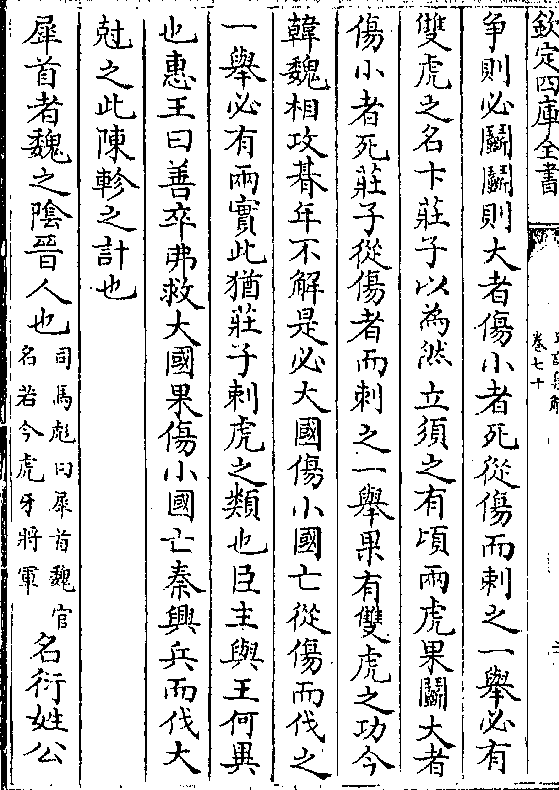 欽定四庫全書
卷七十
争則必鬭鬭則大者傷小者死從傷而刺之一舉必有
雙虎之名卞莊子以為然立須之有頃兩虎果鬭大者
傷小者死莊子從傷者而刺之一舉果有雙虎之功今
韓魏相攻朞年不解是必大國傷小國亡從傷而伐之
一舉必有兩實此猶莊子刺虎之類也臣主與王何異
也惠王曰善卒弗救大國果傷小國亡秦興兵而伐大
尅之此陳軫之計也
犀首者魏之隂晉人也司馬彪曰犀首魏官名若今虎牙將軍名衍姓公